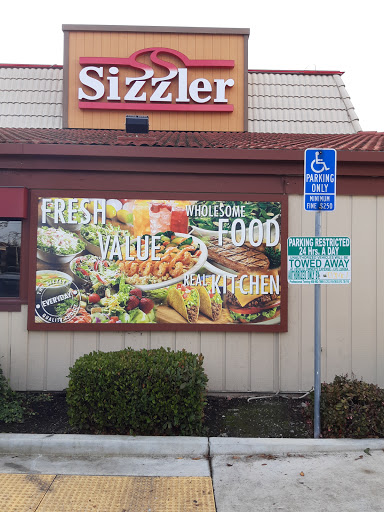 Sizzler
PARKING
ONLY
MINIMUM
FINE $250
FRESH
VALUE
WHOLESOME
FOOD
REAL
KITCHEN
EVERYDAY
PARKING RESTRICTED
24 Hrs. A DAY
TOWED AWAY